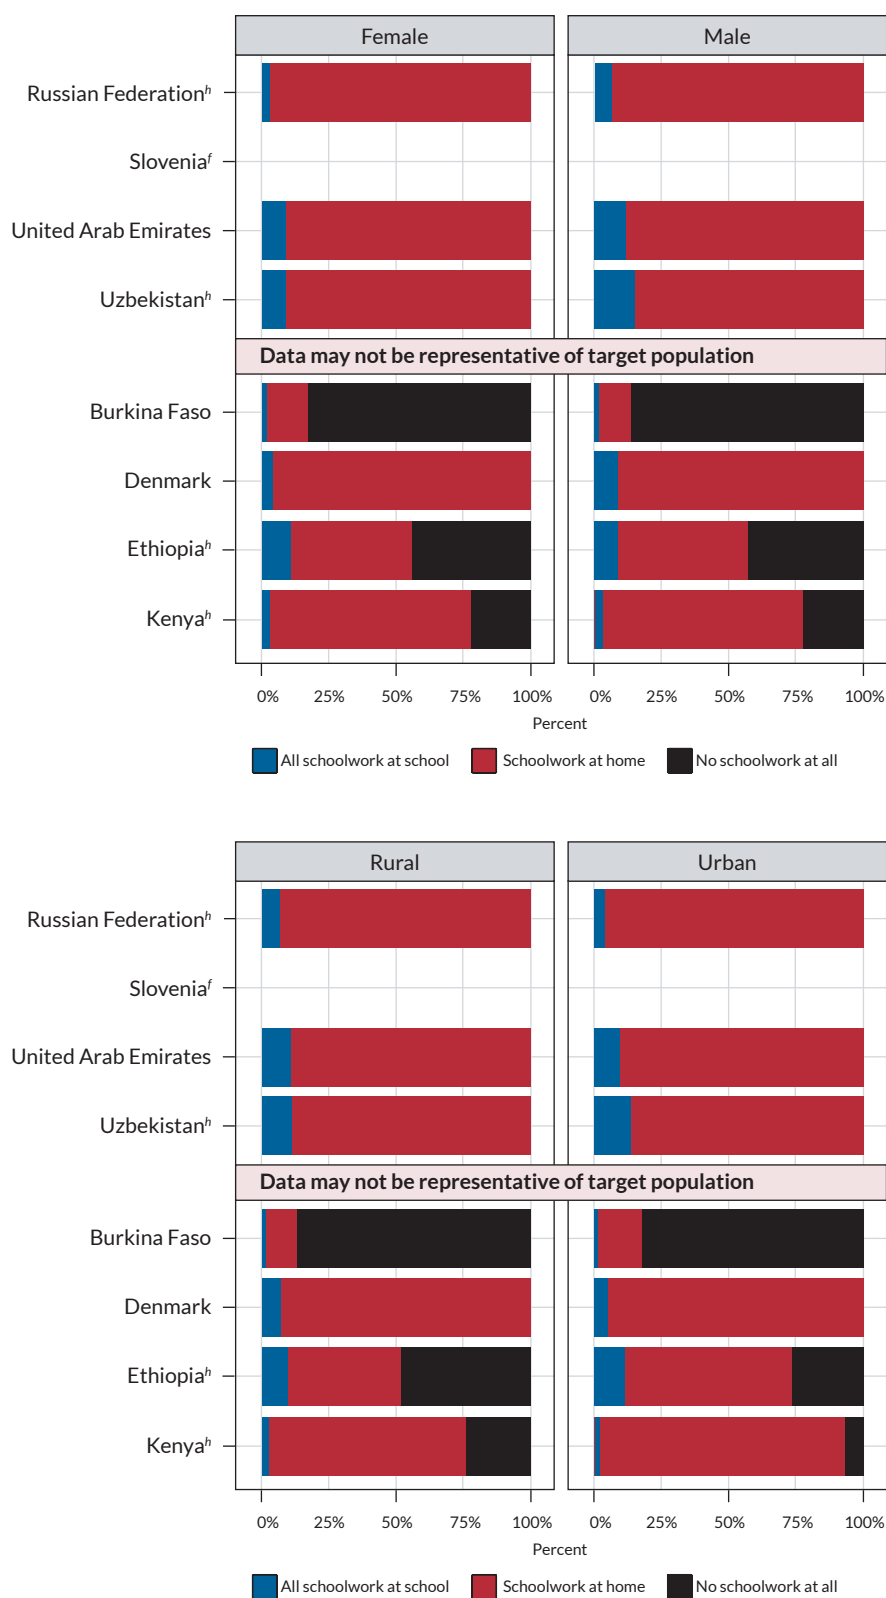 Female Male
Russian Federationʰ
Sloveniaᶠ
United Arab Emirates
Uzbekistanʰ
Data may not be representative of target population
Burkina Faso
Denmark
Ethiopiaʰ
Kenyaʰ
0% 25% 50% 75% 100% 0% 25% 50% 75% 100%
Percent
All schoolwork at school Schoolwork at home No schoolwork at all
Rural Urban
Russian Federationʰ
Sloveniaᶠ
United Arab Emirates
Uzbekistanʰ
Data may not be representative of target population
Burkina Faso
Denmark
Ethiopiaʰ
Kenyaʰ
0% 25% 50% 75% 100% 0% 25% 50% 75% 100%
Percent
All schoolwork at school Schoolwork at home No schoolwork at all